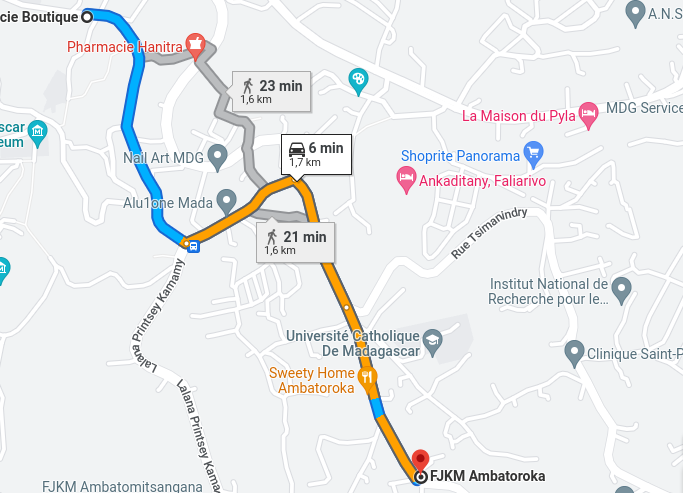 cie Boutique
A.N.S
Pharmacie Hanitra
23 min
1,6 km
MDG Service
La Maison du Pyla
scar
eum
6 min
1,7 km
Nail Art MDG
Shoprite Panorama
Ankaditany, Faliarivo
Alu1one Mada
Rue Tsimanindry
21 min
1,6 km
Lalana Printsey Kamamy
Institut National de
Recherche pour le...
Université Catholique
De Madagascar
Clinique Saint-P
Sweety Home
Ambatoroka
Lalana Printsey Kama
FJKM Ambatoroka
FJKM Ambatomitsangana